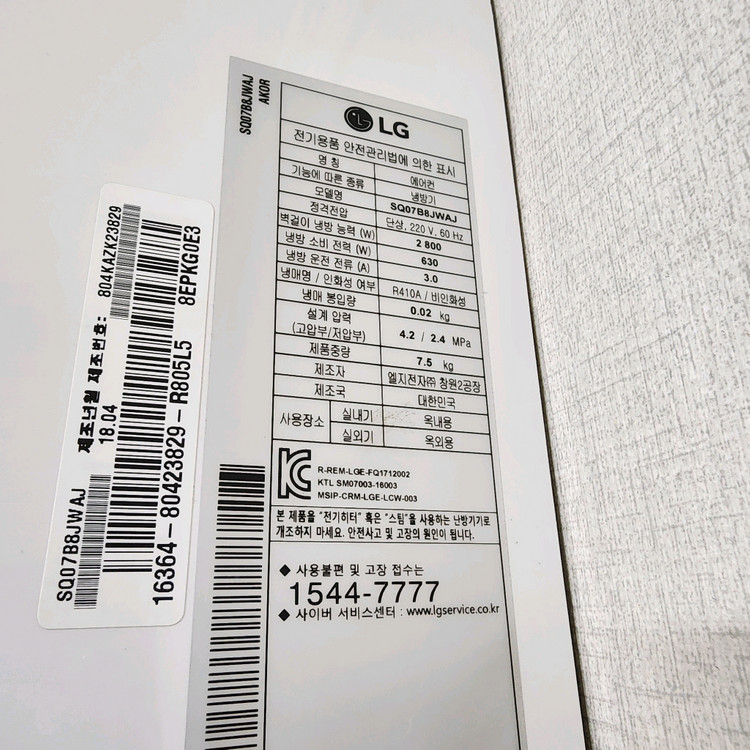 SQ07B8JWAJ
AKOR
LG
전기용품 안전관리법에 의한 표시
명 칭 에어컨
기능에 따른 종류 냉방기
모델명 SQ07B8JWAJ
정격전압 단상, 220 V, 60 Hz
벽걸이 냉방 능력 (W) 2 800
냉방 소비 전력 (W) 630
냉방 운전 전류 (A) 3.0
냉매명 / 인화성 여부 R410A / 비인화성
냉매 봉입량 0.02 kg
설계 압력
(고압부/저압부) 4.2 / 2.4 MPa
제품중량 7.5 kg
제조자 엘지전자㈜ 창원2공장
제조국 대한민국
사용장소 실내기 옥내용
실외기 옥외용
R-REM-LGE-FQ1712002
KTL SM07003-16003
MSIP-CRM-LGE-LCW-003
본 제품을 "전기히터" 혹은 "스팀"을 사용하는 난방기기로
개조하지 마세요. 안전사고 및 고장의 원인이 됩니다.
◆ 사용불편 및 고장 접수는
1544-7777
◆ 사이버 서비스센터 : www.lgservice.co.kr
SQ07B8JWAJ
제조년월 제조번호:
18.04
804KAZK23829
16364-80423829-R805L5
8EPKG0E3